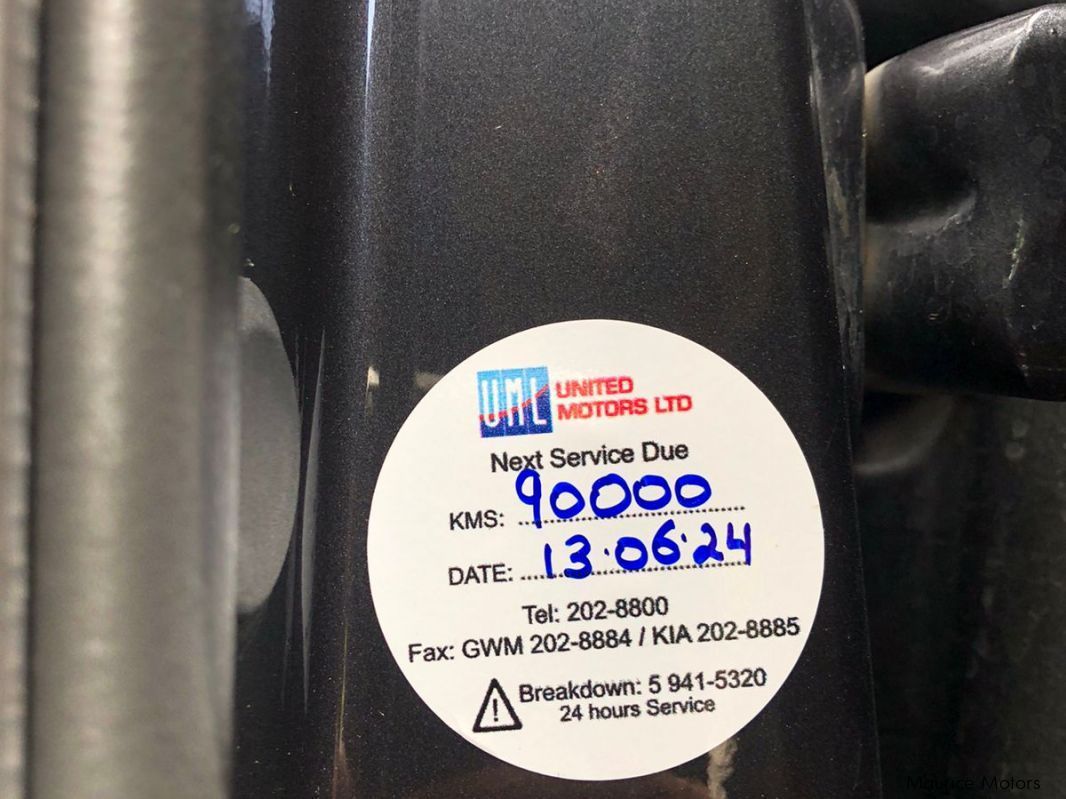 UML UNITED
MOTORS LTD
Next Service Due
KMS: 90000
DATE: 13.06.24
Tel: 202-8800
Fax: GWM 202-8884 / KIA 202-8885
Breakdown: 5 941-5320
24 hours Service
Maurice Motors